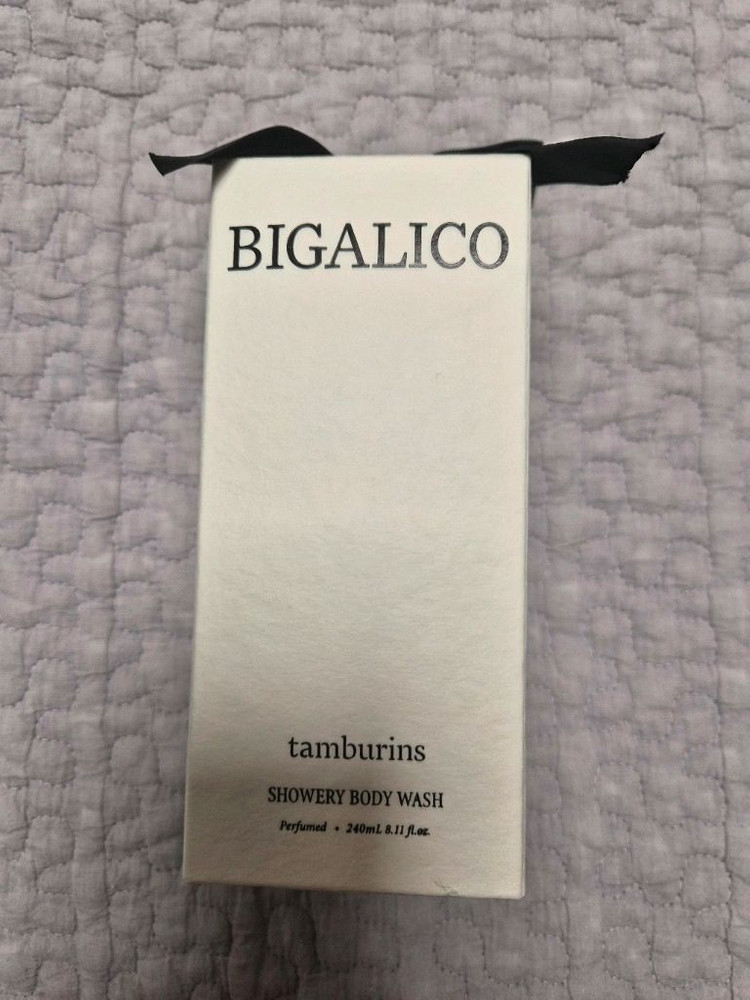 BIGALICO
tamburins
SHOWERY BODY WASH
Perfumed • 240mL 8.11 fl.oz.